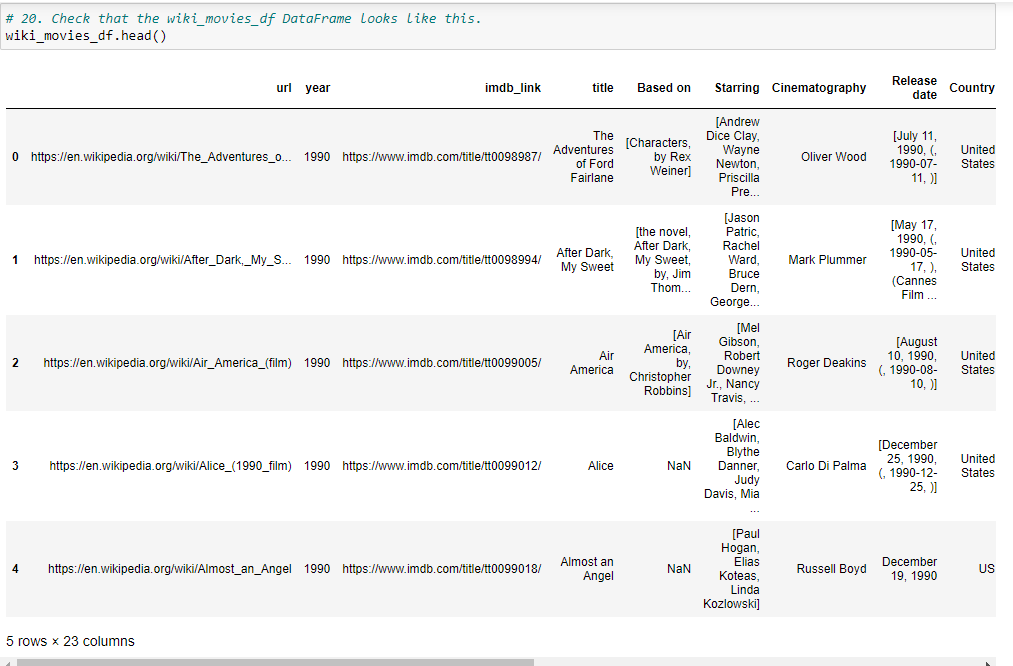 # 20. Check that the wiki_movies_df DataFrame looks like this.
wiki_movies_df.head()
url year imdb_link title Based on Starring Cinematography Release date Country
0 https://en.wikipedia.org/wiki/The_Adventures_o... 1990 https://www.imdb.com/title/tt0098987/ The Adventures of Ford Fairlane [Characters, by Rex Weiner] [Andrew Dice Clay, Wayne Newton, Priscilla Pre... Oliver Wood [July 11, 1990, (, 1990-07-11, )] United States
1 https://en.wikipedia.org/wiki/After_Dark,_My_S... 1990 https://www.imdb.com/title/tt0098994/ After Dark, My Sweet [the novel, After Dark, My Sweet, by, Jim Thom... [Jason Patric, Rachel Ward, Bruce Dern, George... Mark Plummer [May 17, 1990, (, 1990-05-17, ), (Cannes Film ... United States
2 https://en.wikipedia.org/wiki/Air_America_(film) 1990 https://www.imdb.com/title/tt0099005/ Air America [Air America, by, Christopher Robbins] [Mel Gibson, Robert Downey Jr., Nancy Travis, ... Roger Deakins [August 10, 1990, (, 1990-08-10, )] United States
3 https://en.wikipedia.org/wiki/Alice_(1990_film) 1990 https://www.imdb.com/title/tt0099012/ Alice NaN [Alec Baldwin, Blythe Danner, Judy Davis, Mia ... Carlo Di Palma [December 25, 1990, (, 1990-12-25, )] United States
4 https://en.wikipedia.org/wiki/Almost_an_Angel 1990 https://www.imdb.com/title/tt0099018/ Almost an Angel NaN [Paul Hogan, Elias Koteas, Linda Kozlowski] Russell Boyd December 19, 1990 US
5 rows × 23 columns